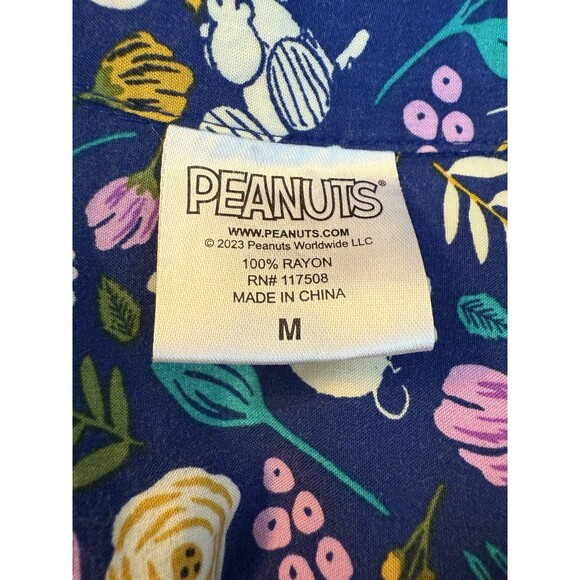 PEANUTS®
WWW.PEANUTS.COM
© 2023 Peanuts Worldwide LLC
100% RAYON
RN# 117508
MADE IN CHINA
M